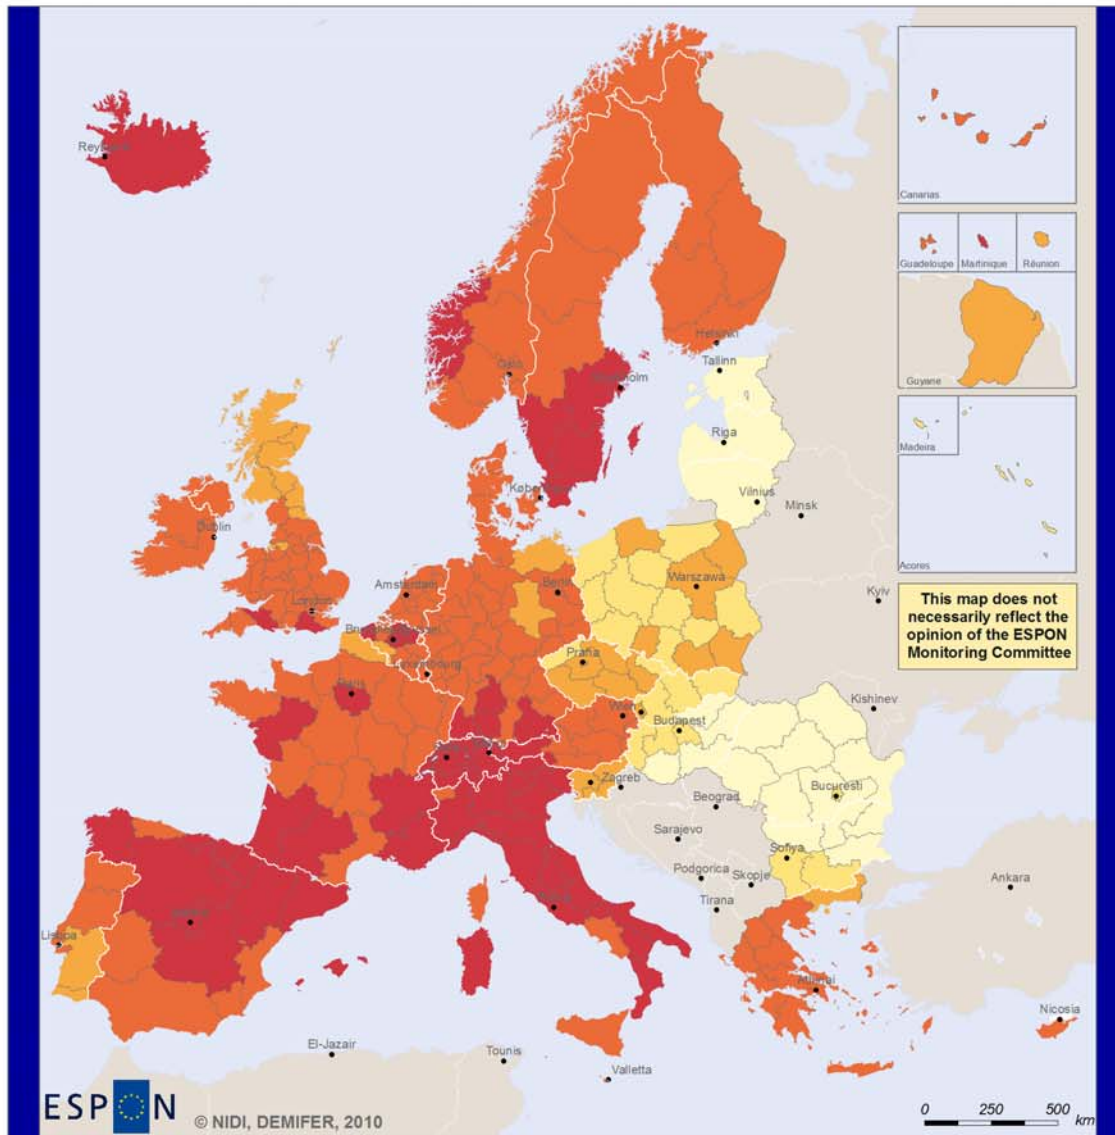 Reykjavik
Canarias
Guadeloupe
Martinique
Réunion
Guyane
Madeira
Acores
Helsinki
Tallinn
Oslo
Stockholm
Riga
Vilnius
Minsk
København
Dublin
Amsterdam
Berlin
Warszawa
London
Kyiv
This map does not
necessarily reflect the
opinion of the ESPON
Monitoring Committee
Luxembourg
Praha
Paris
Kishinev
Wien
Budapest
Zagreb
Bucuresti
Beograd
Sarajevo
Sofiya
Podgorica
Skopje
Tirana
Ankara
Lisboa
Nicosia
El-Jazair
Tounis
Valletta
ESPON
© NIDI, DEMIFER, 2010
0 250 500
km